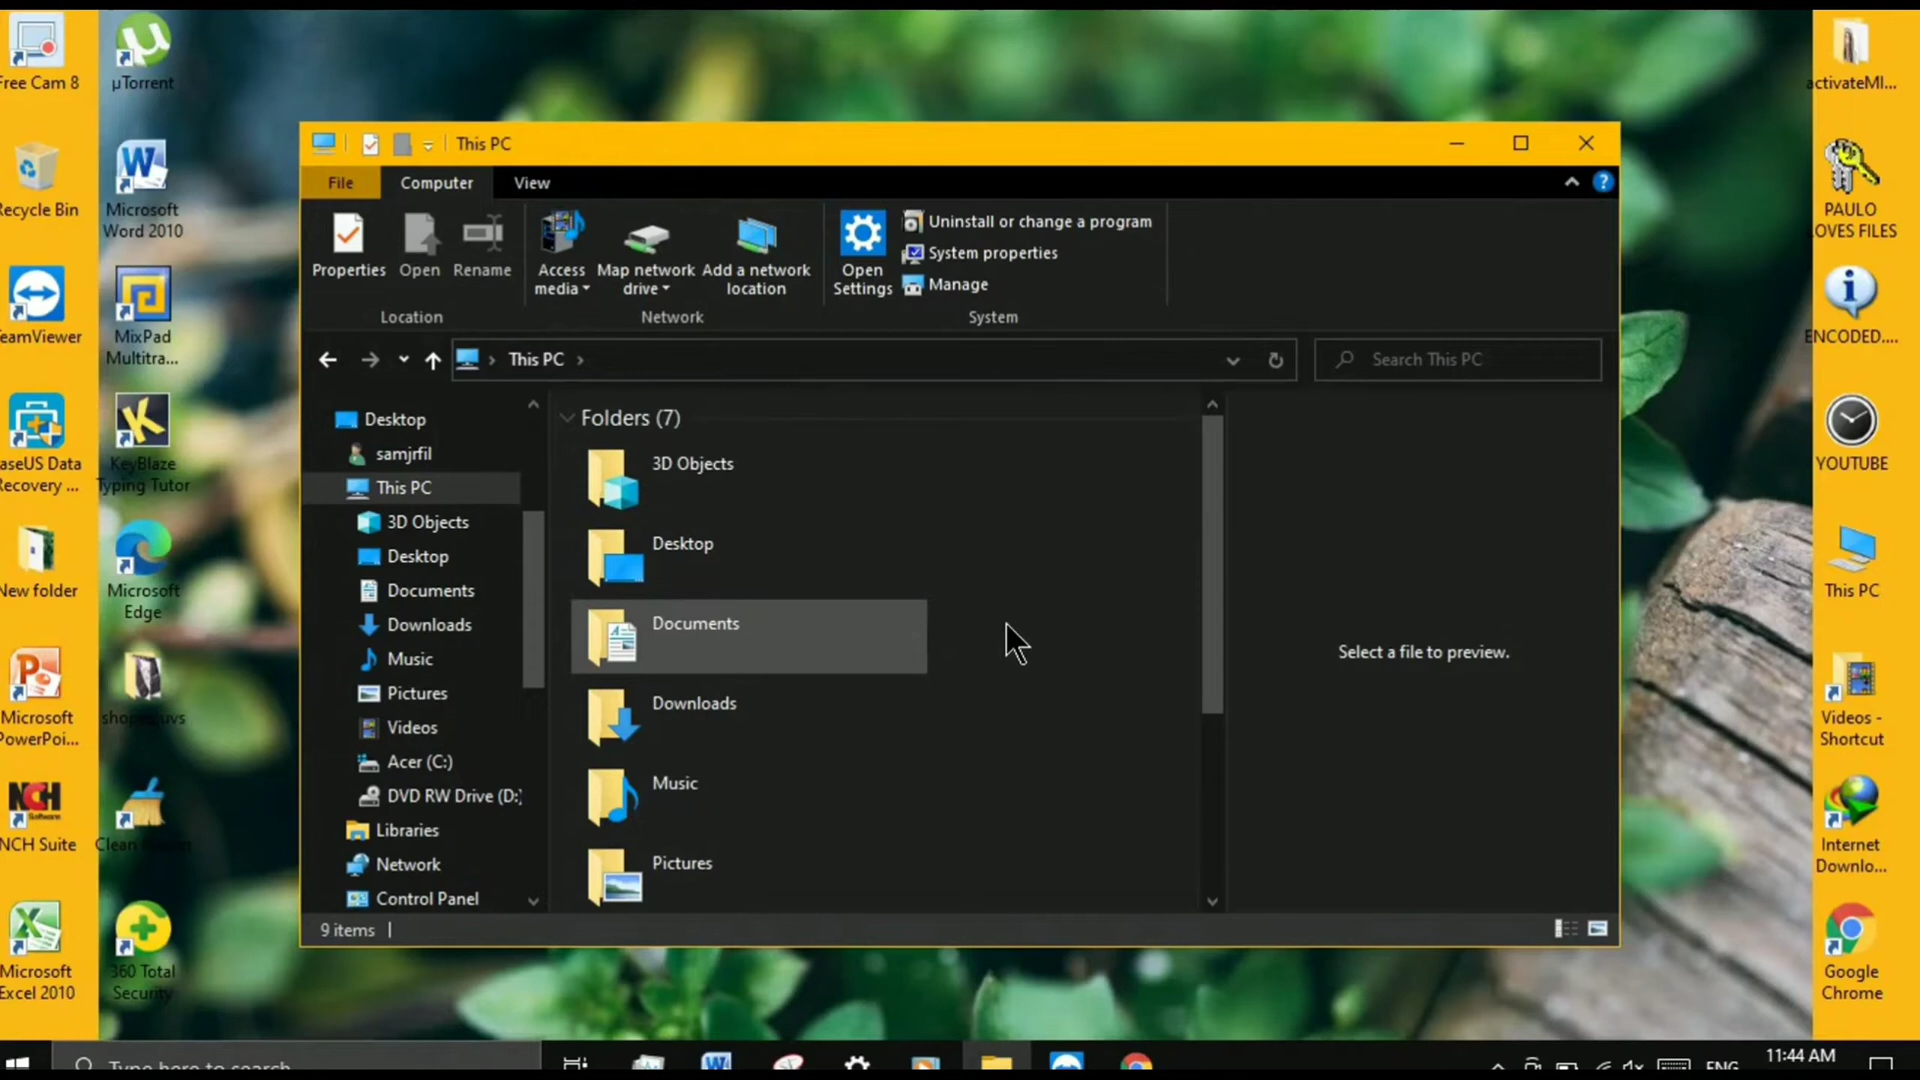 Free Cam 8
µTorrent
activateMI...
Recycle Bin
Microsoft
Word 2010
PAULO
LOVES FILES
TeamViewer
MixPad
Multitra...
ENCODED....
EaseUS Data
Recovery ...
KeyBlaze
Typing Tutor
YOUTUBE
New folder
Microsoft
Edge
This PC
Microsoft
PowerPoi...
Videos -
Shortcut
NCH
Software
NCH Suite
Clean
Internet
Downlo...
Microsoft
Excel 2010
360 Total
Security
Google
Chrome
This PC
File
Computer
View
Properties
Open
Rename
Access
media
Map network
drive
Add a network
location
Open
Settings
Uninstall or change a program
System properties
Manage
Location
Network
System
This PC
Search This PC
Desktop
samjrfil
This PC
3D Objects
Desktop
Documents
Downloads
Music
Pictures
Videos
Acer (C:)
DVD RW Drive (D:)
Libraries
Network
Control Panel
Folders (7)
3D Objects
Desktop
Documents
Downloads
Music
Pictures
Select a file to preview.
9 items
Type here to search
ENG
11:44 AM